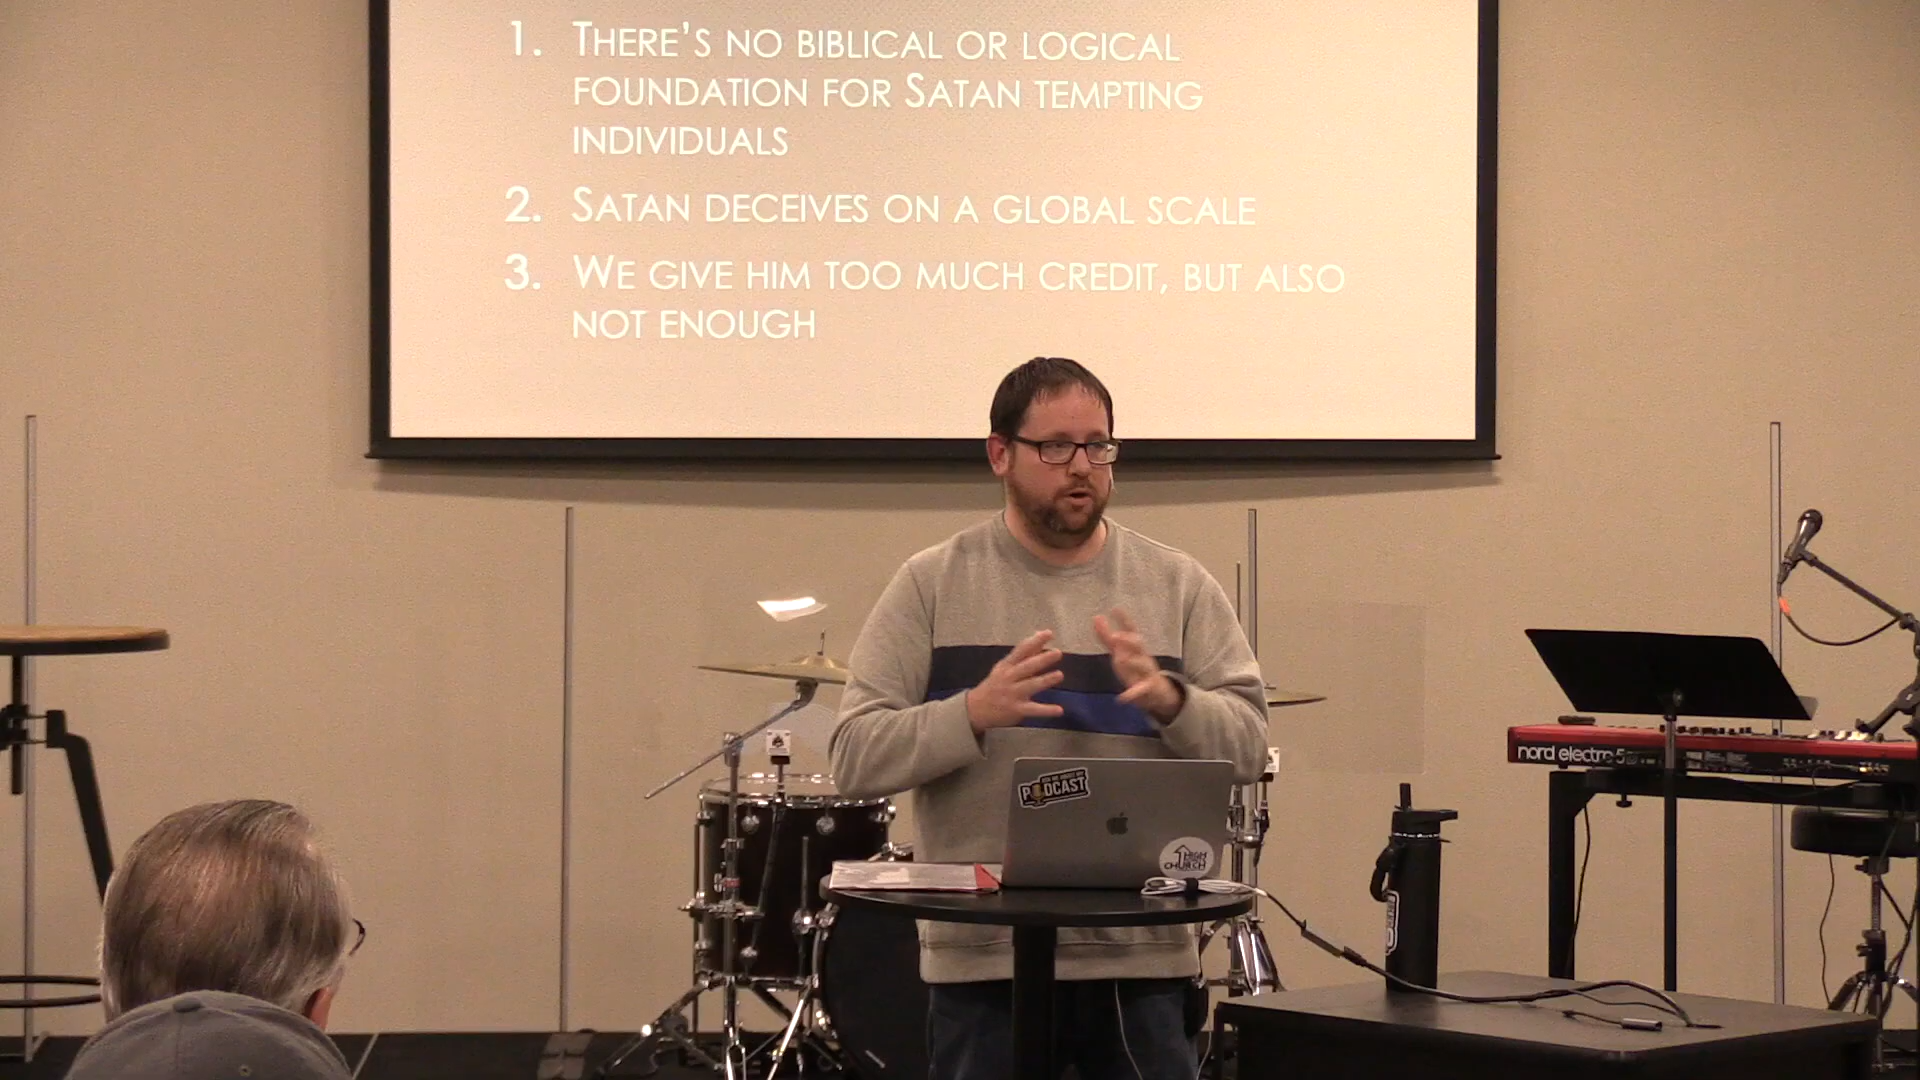 1. There's no biblical or logical
foundation for Satan tempting
individuals
2. Satan deceives on a global scale
3. We give him too much credit, but also
not enough
PODCAST
HIGH
CHURCH
nord electro 5